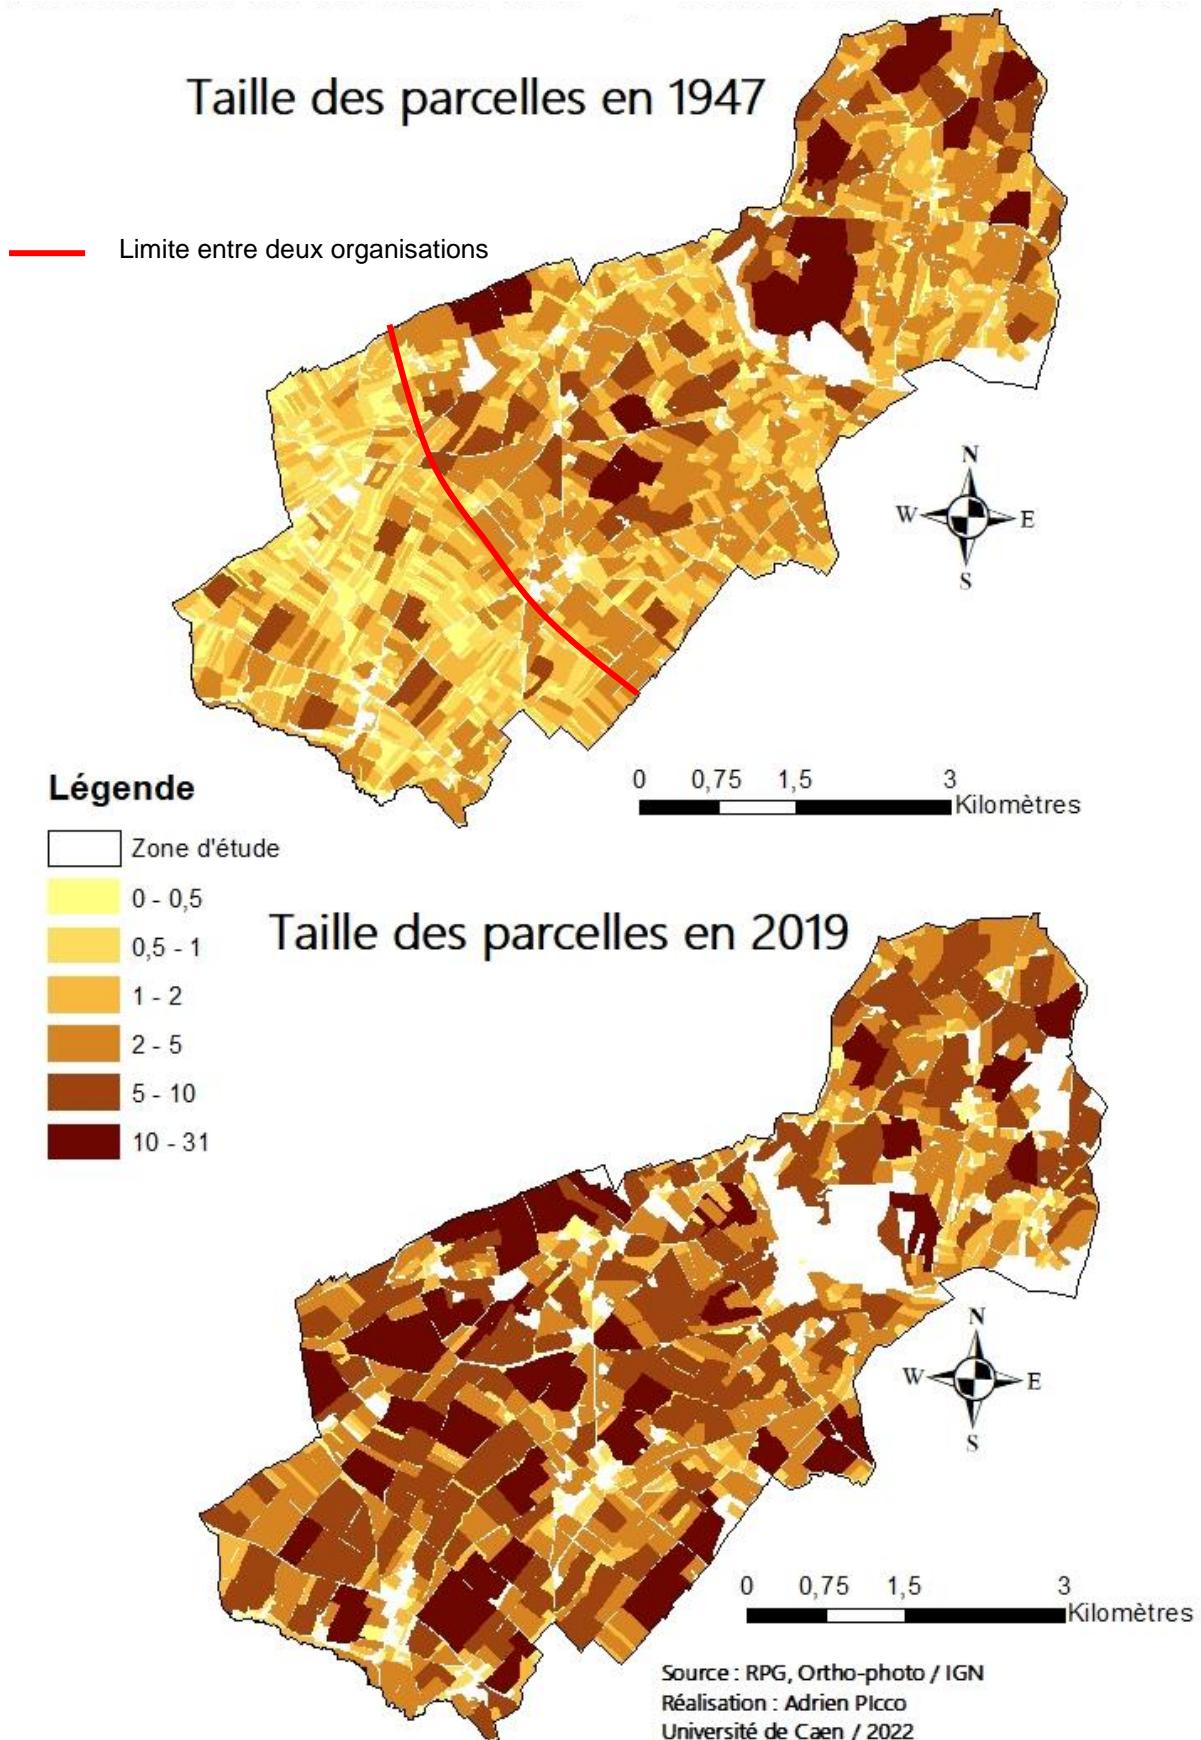 Taille des parcelles en 1947
Limite entre deux organisations
N
W E
S
0 0,75 1,5 3
Kilomètres
Légende
Zone d'étude
0 - 0,5
0,5 - 1
1 - 2
2 - 5
5 - 10
10 - 31
Taille des parcelles en 2019
N
W E
S
0 0,75 1,5 3
Kilomètres
Source : RPG, Ortho-photo / IGN
Réalisation : Adrien PIcco
Université de Caen / 2022